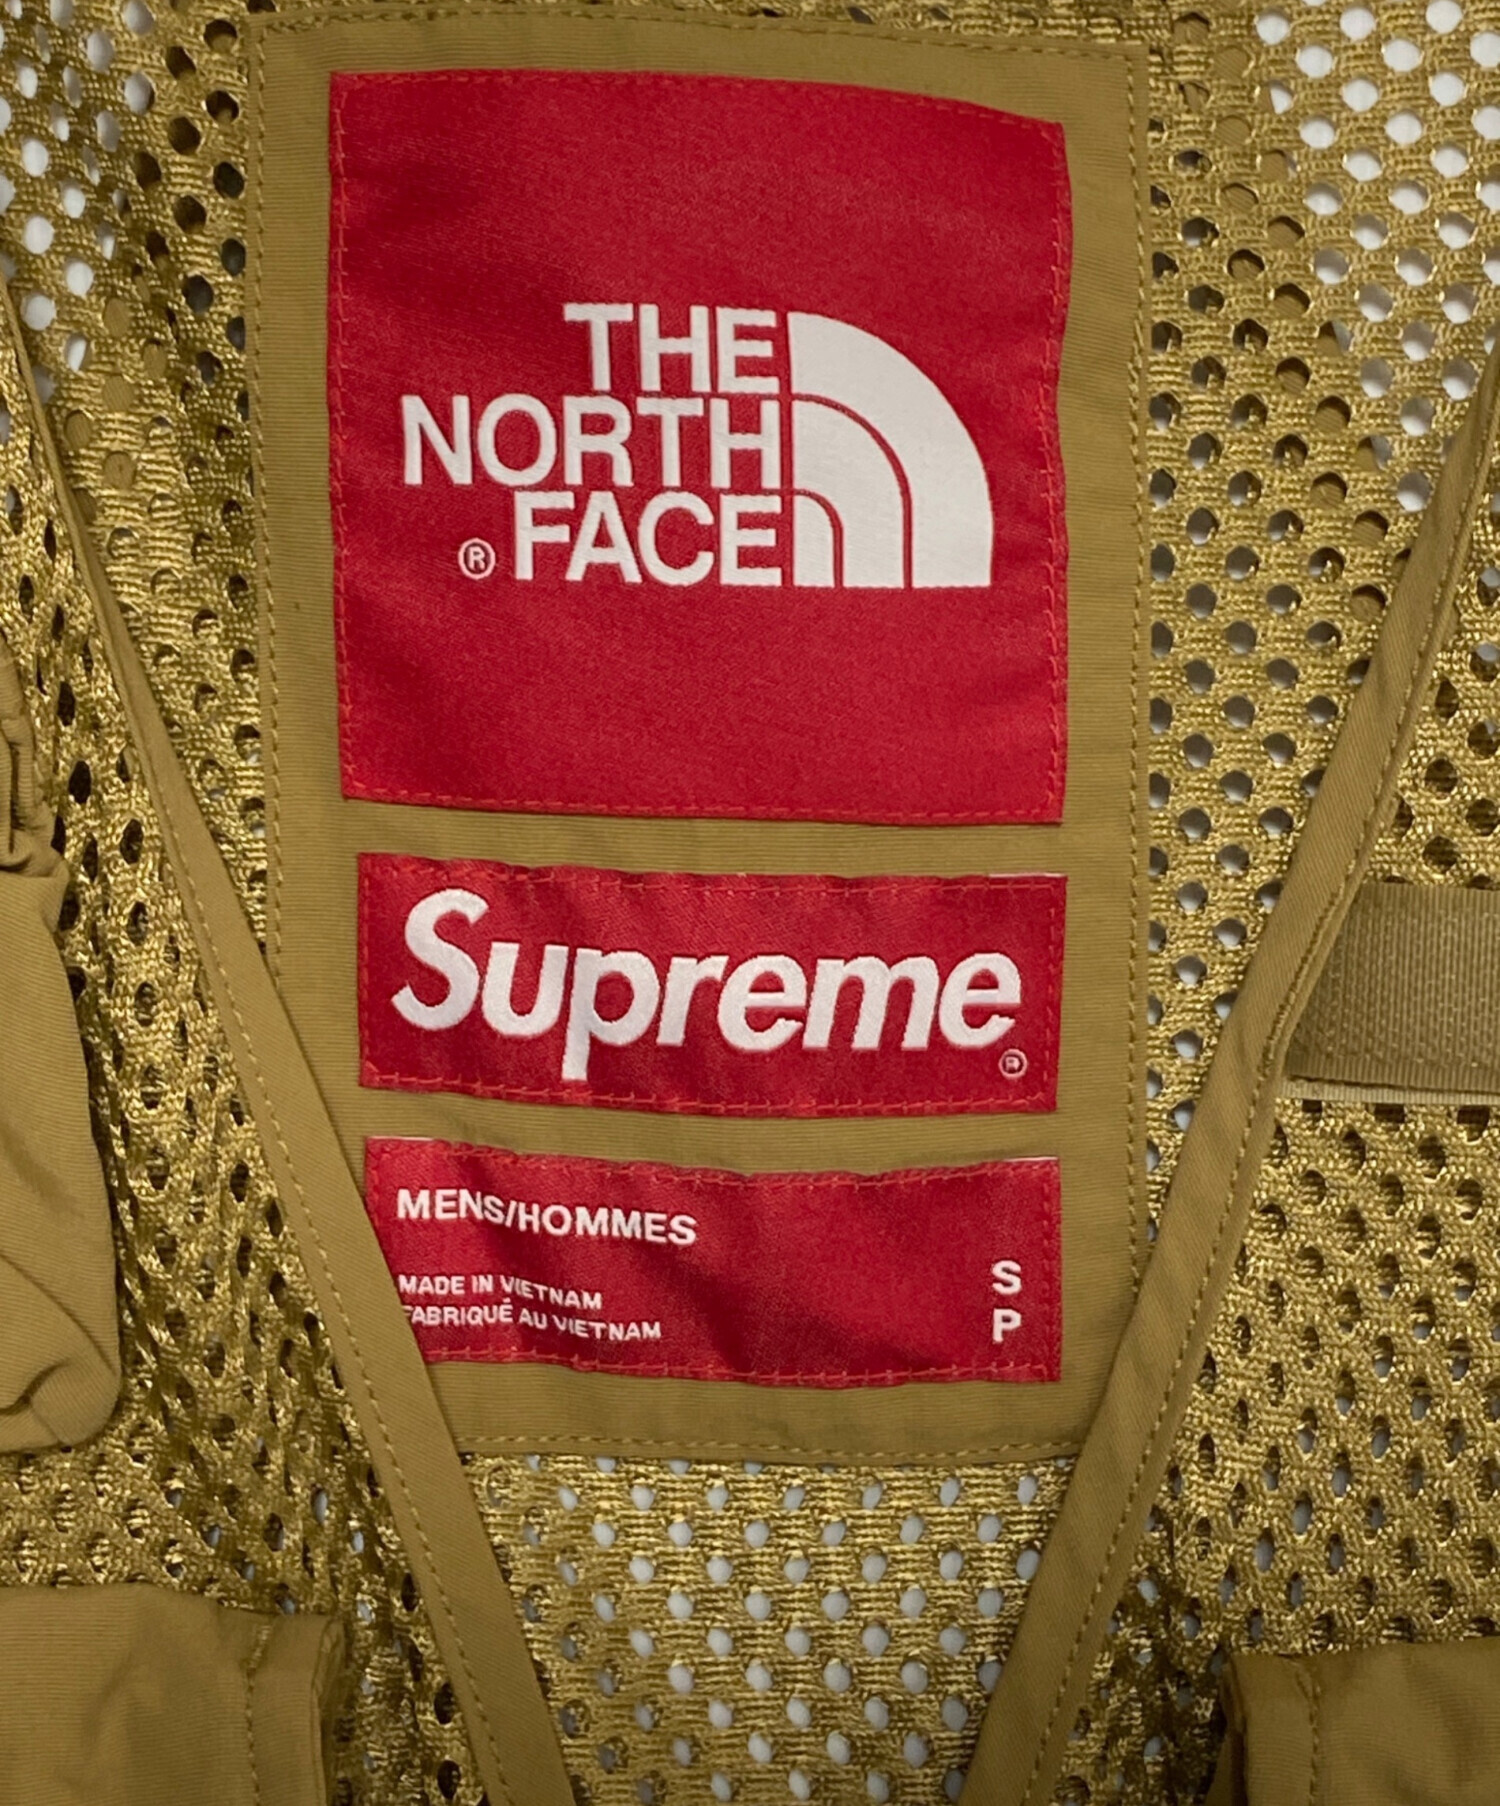 THE
NORTH
® FACE
Supreme
®
MENS/HOMMES
MADE IN VIETNAM
FABRIQUÉ AU VIETNAM
S
P